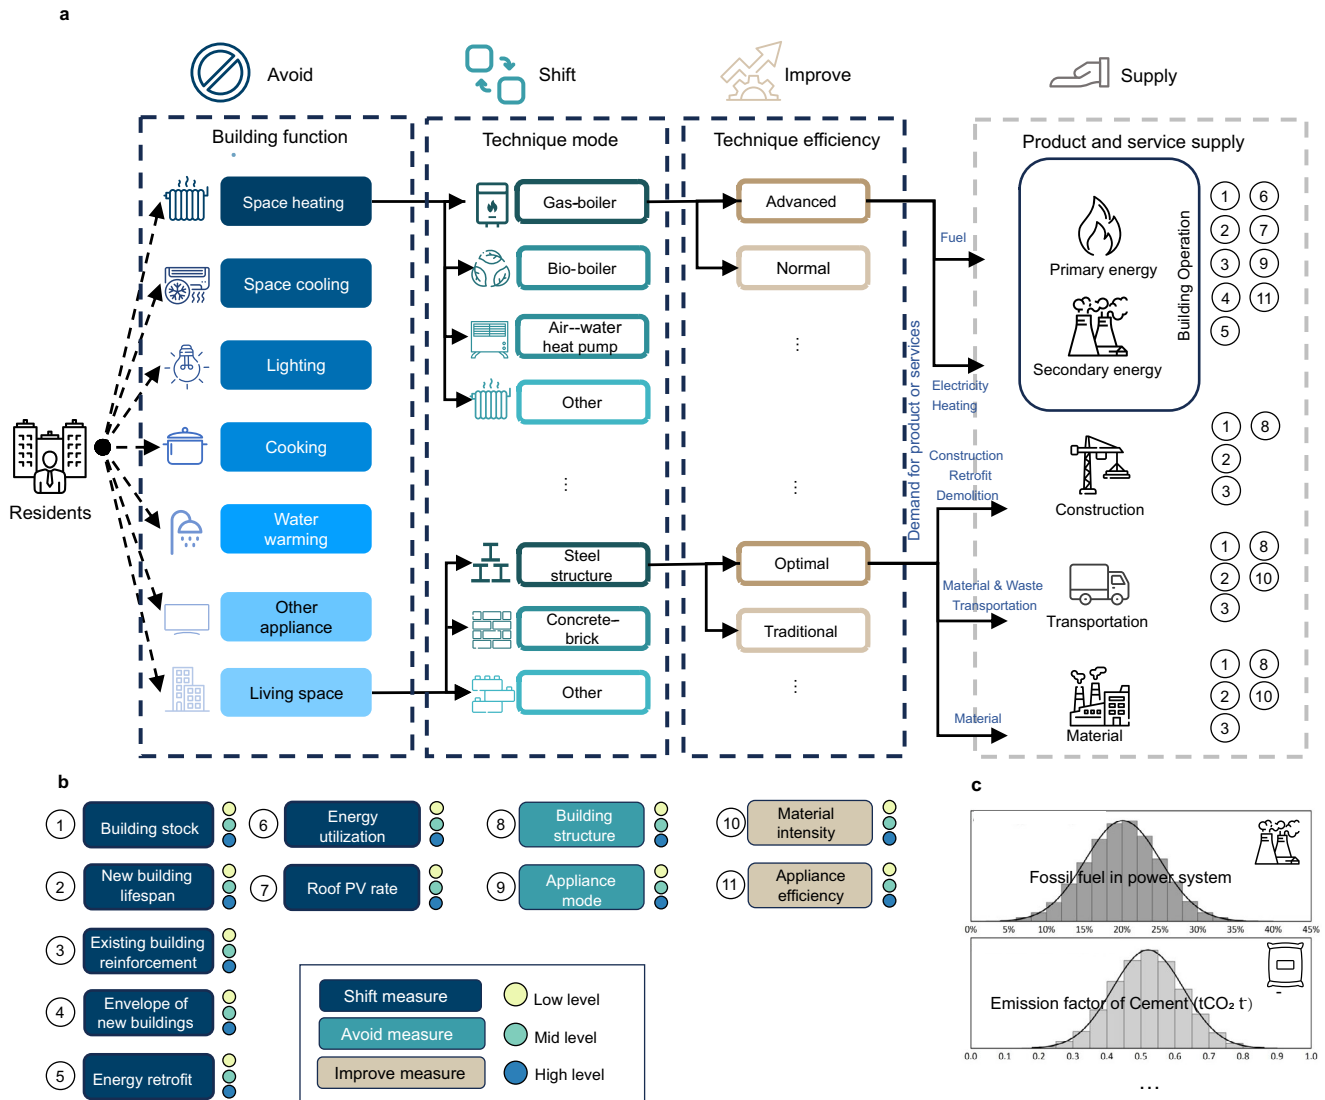 a
Avoid
Shift
Improve
Supply
Building function
Technique mode
Technique efficiency
Product and service supply
Space heating
Space cooling
Lighting
Cooking
Water
warming
Other
appliance
Living space
Residents
Gas-boiler
Bio-boiler
Air--water
heat pump
Other
⋮
Steel
structure
Concrete–
brick
Other
Advanced
Normal
⋮
⋮
Optimal
Traditional
⋮
Demand for product or services
Fuel
Electricity
Heating
Construction
Retrofit
Demolition
Material & Waste
Transportation
Material
Primary energy
Secondary energy
Building Operation
1 6
2 7
3 9
4 11
5
Construction
1 8
2
3
Transportation
1 8
2 10
3
Material
1 8
2 10
3
b
1 Building stock
2 New building
lifespan
3 Existing building
reinforcement
4 Envelope of
new buildings
5 Energy retrofit
6 Energy
utilization
7 Roof PV rate
8 Building
structure
9 Appliance
mode
10 Material
intensity
11 Appliance
efficiency
Shift measure
Avoid measure
Improve measure
Low level
Mid level
High level
c
Fossil fuel in power system
0% 5% 10% 15% 20% 25% 30% 35% 40% 45%
Emission factor of Cement (tCO₂ t⁻)
0.0 0.1 0.2 0.3 0.4 0.5 0.6 0.7 0.8 0.9 1.0
...